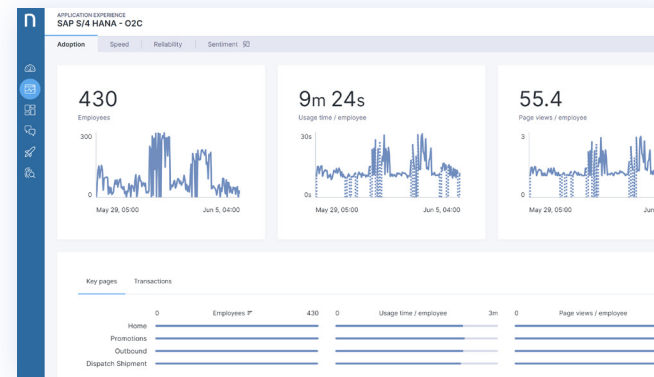 n
APPLICATION EXPERIENCE
SAP S/4 HANA - O2C
Adoption Speed Reliability Sentiment
430
Employees
300
0
May 29, 05:00 Jun 5, 04:00
9m 24s
Usage time / employee
30s
0s
May 29, 05:00 Jun 5, 04:00
55.4
Page views / employee
3
0
May 29, 05:00 Jun
Key pages Transactions
0 Employees 430 0 Usage time / employee 3m 0 Page views / employee
Home
Promotions
Outbound
Dispatch Shipment